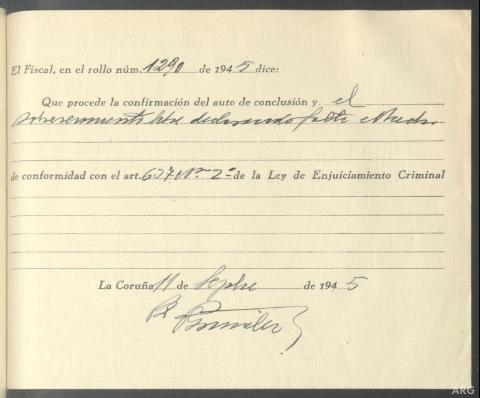 El Fiscal, en el rollo núm. 1290 de 1945 dice:
Que procede la confirmación del auto de conclusión y el
sobreseimiento libre declarando falta
de conformidad con el art. 637 Nº 2º de la Ley de Enjuiciamiento Criminal
La Coruña 11 de Sepbre de 1945
ARG